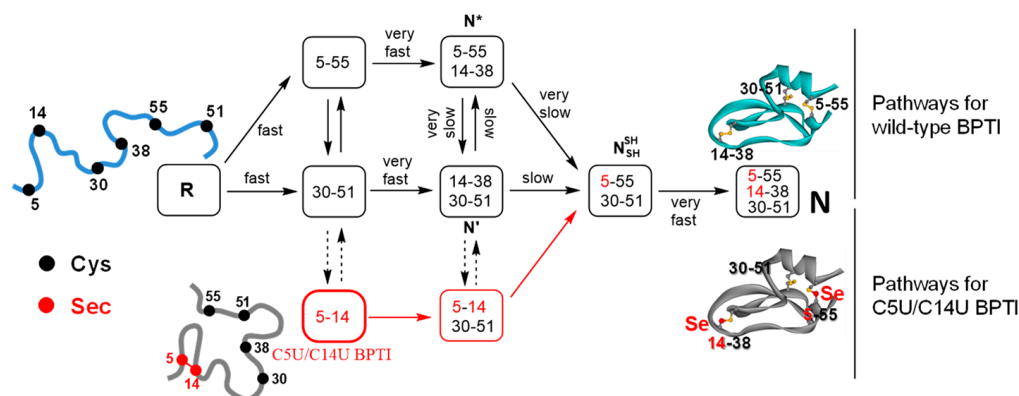 N*
very
fast
5-55
5-55
14-38
14
55
51
38
30
5
fast
very
slow
slow
very
slow
30-51
5-55
14-38
Pathways for
wild-type BPTI
R
fast
30-51
very
fast
14-38
30-51
N'
slow
N SH SH
5-55
30-51
very
fast
5-55
14-38
30-51
N
Cys
Sec
55
51
38
30
5
14
5-14
C5U/C14U BPTI
5-14
30-51
30-51
Se
5-55
Se
14-38
Pathways for
C5U/C14U BPTI